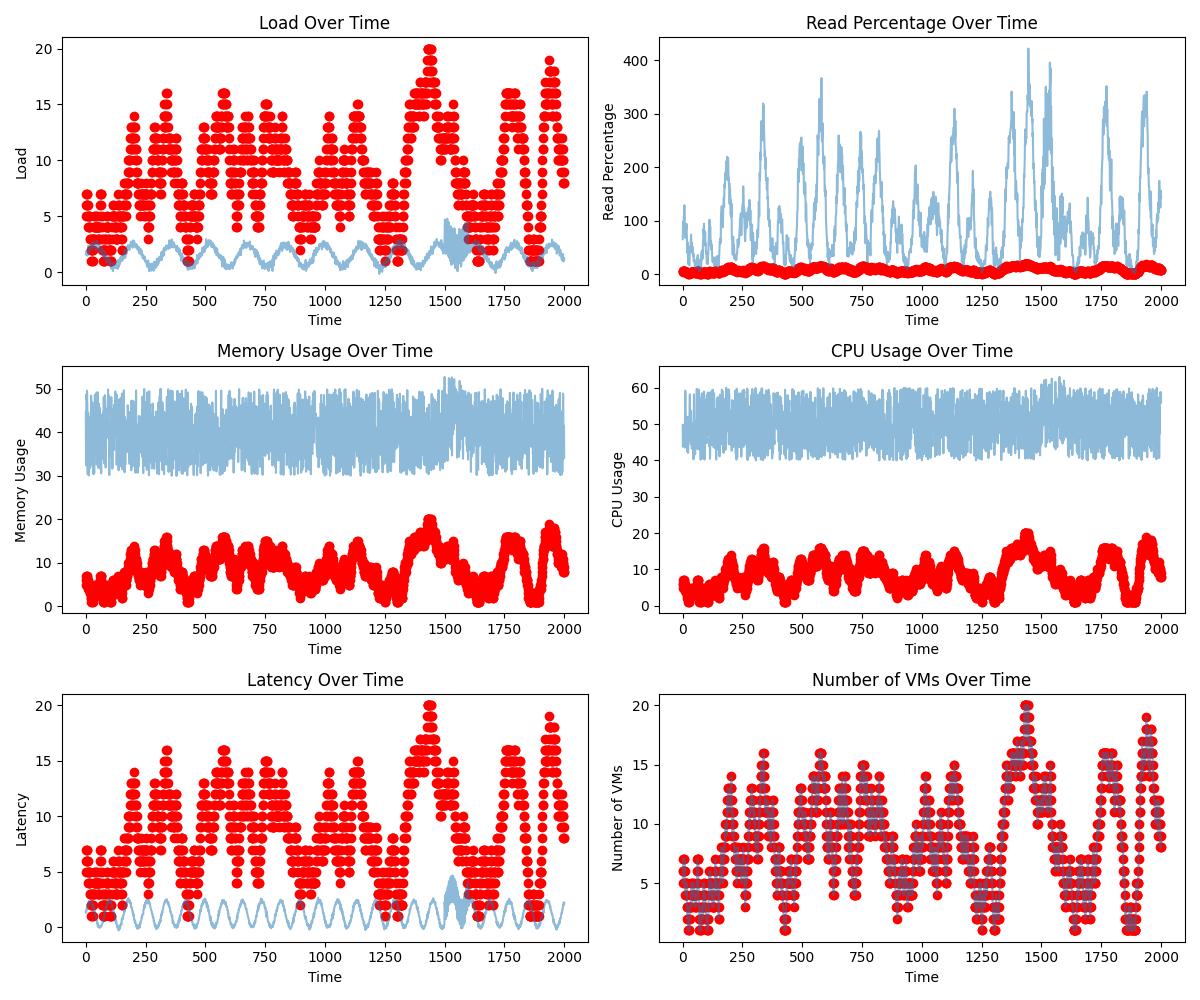 Load Over Time
Load
20
15
10
5
0
0 250 500 750 1000 1250 1500 1750 2000
Time
Read Percentage Over Time
Read Percentage
400
300
200
100
0
0 250 500 750 1000 1250 1500 1750 2000
Time
Memory Usage Over Time
Memory Usage
50
40
30
20
10
0
0 250 500 750 1000 1250 1500 1750 2000
Time
CPU Usage Over Time
CPU Usage
60
50
40
30
20
10
0
0 250 500 750 1000 1250 1500 1750 2000
Time
Latency Over Time
Latency
20
15
10
5
0
0 250 500 750 1000 1250 1500 1750 2000
Time
Number of VMs Over Time
Number of VMs
20
15
10
5
0 250 500 750 1000 1250 1500 1750 2000
Time